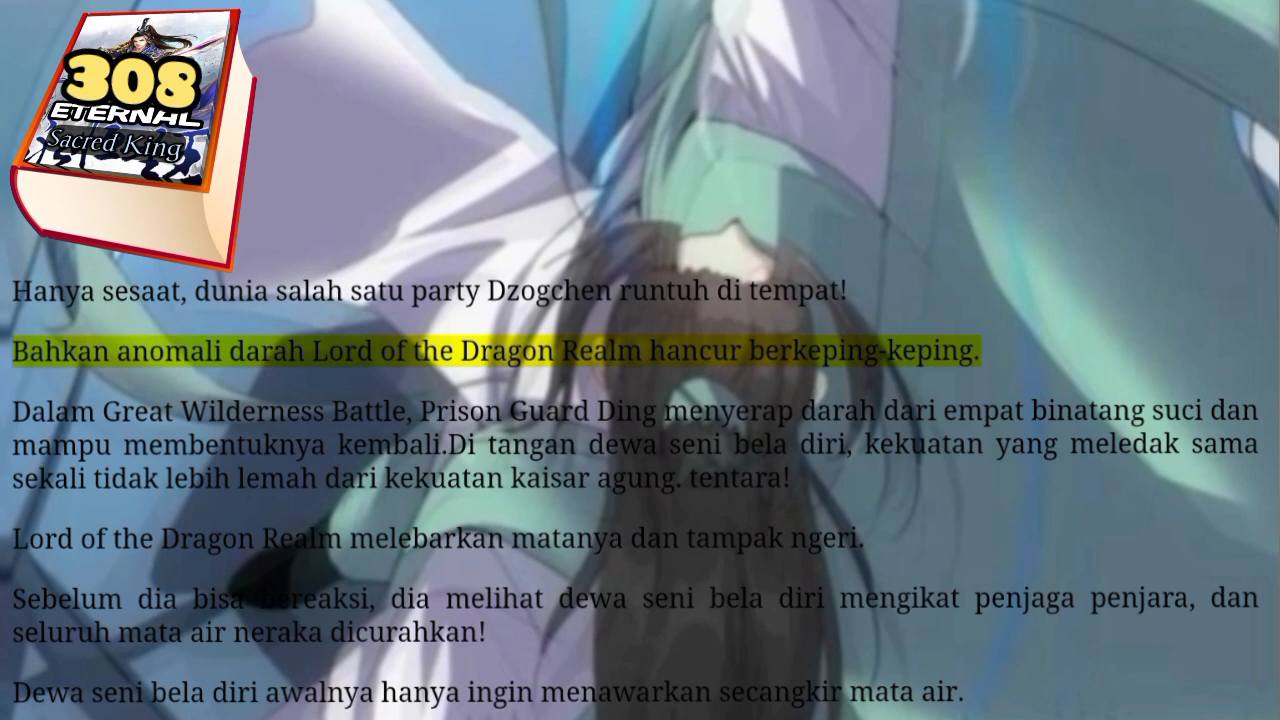 308
ETERNAL
Sacred King
Hanya sesaat, dunia salah satu party Dzogchen runtuh di tempat!
Bahkan anomali darah Lord of the Dragon Realm hancur berkeping-keping.
Dalam Great Wilderness Battle, Prison Guard Ding menyerap darah dari empat binatang suci dan
mampu membentuknya kembali.Di tangan dewa seni bela diri, kekuatan yang meledak sama
sekali tidak lebih lemah dari kekuatan kaisar agung. tentara!
Lord of the Dragon Realm melebarkan matanya dan tampak ngeri.
Sebelum dia bisa bereaksi, dia melihat dewa seni bela diri mengikat penjaga penjara, dan
seluruh mata air neraka dicurahkan!
Dewa seni bela diri awalnya hanya ingin menawarkan secangkir mata air.